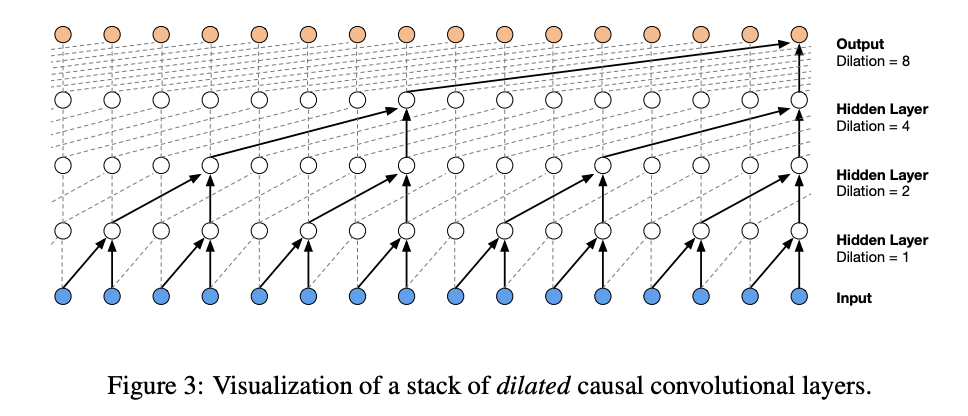 Output
Dilation = 8
Hidden Layer
Dilation = 4
Hidden Layer
Dilation = 2
Hidden Layer
Dilation = 1
Input
Figure 3: Visualization of a stack of dilated causal convolutional layers.